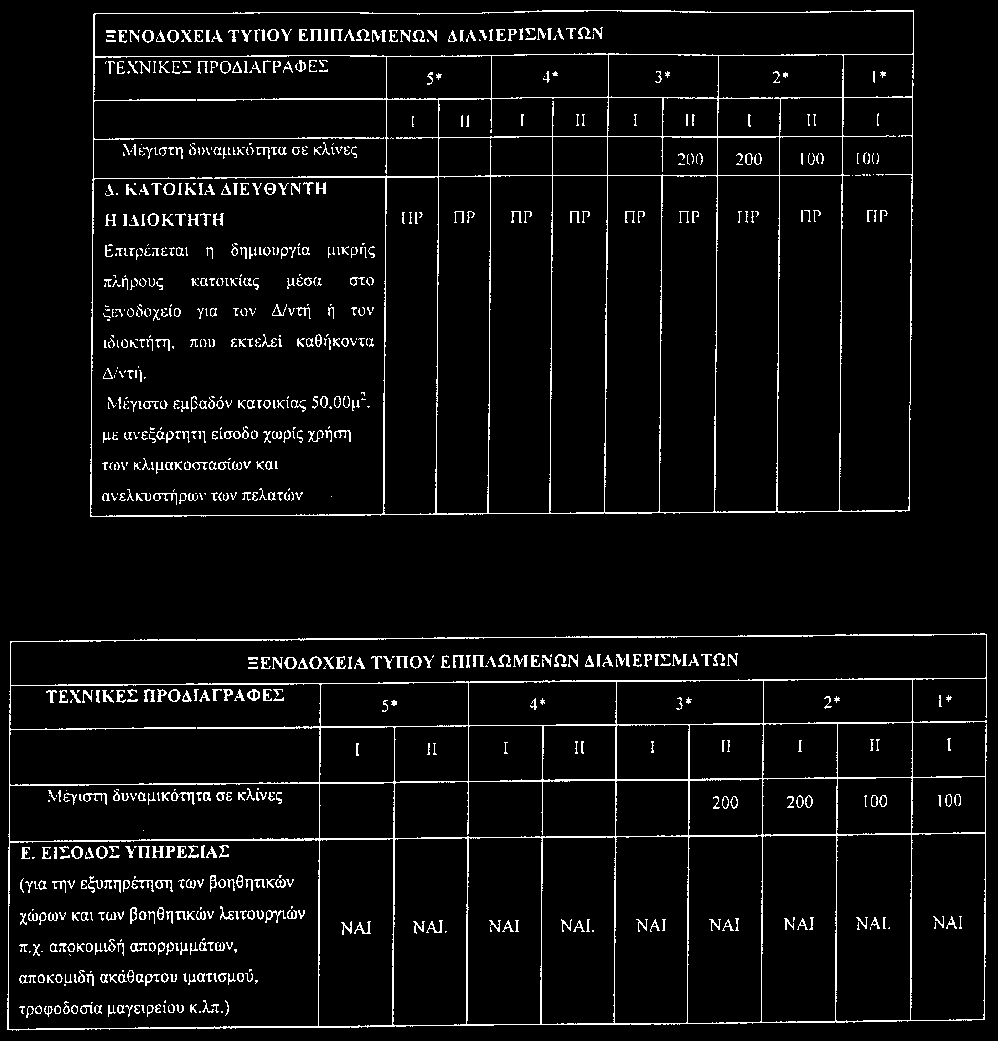 ΞΕΝΟΔΟΧΕΙΑ ΤΥΠΟΥ ΕΠΙΠΛΩΜΕΝΩΝ ΔΙΑΜΕΡΙΣΜΑΤΩΝ
ΤΕΧΝΙΚΕΣ ΠΡΟΔΙΑΓΡΑΦΕΣ 5* 4* 3* 2* 1*
I II I II I II I II I
Μέγιστη δυναμικότητα σε κλίνες 200 200 100 100
Δ. ΚΑΤΟΙΚΙΑ ΔΙΕΥΘΥΝΤΗ
Η ΙΔΙΟΚΤΗΤΗ ΠΡ ΠΡ ΠΡ ΠΡ ΠΡ ΠΡ ΠΡ ΠΡ ΠΡ
Επιτρέπεται η δημιουργία μικρής
πλήρους κατοικίας μέσα στο
ξενοδοχείο για τον Δ/ντή ή τον
ιδιοκτήτη, που εκτελεί καθήκοντα
Δ/ντή.
Μέγιστο εμβαδόν κατοικίας 50,00μ².
με ανεξάρτητη είσοδο χωρίς χρήση
των κλιμακοστασίων και
ανελκυστήρων των πελατών
ΞΕΝΟΔΟΧΕΙΑ ΤΥΠΟΥ ΕΠΙΠΛΩΜΕΝΩΝ ΔΙΑΜΕΡΙΣΜΑΤΩΝ
ΤΕΧΝΙΚΕΣ ΠΡΟΔΙΑΓΡΑΦΕΣ 5* 4* 3* 2* 1*
I II I II I II I II I
Μέγιστη δυναμικότητα σε κλίνες 200 200 100 100
Ε. ΕΙΣΟΔΟΣ ΥΠΗΡΕΣΙΑΣ
(για την εξυπηρέτηση των βοηθητικών
χώρων και των βοηθητικών λειτουργιών
π.χ. αποκομιδή απορριμμάτων, ΝΑΙ ΝΑΙ. ΝΑΙ ΝΑΙ. ΝΑΙ ΝΑΙ ΝΑΙ ΝΑΙ. ΝΑΙ
αποκομιδή ακάθαρτου ιματισμού,
τροφοδοσία μαγειρείου κ.λπ.)